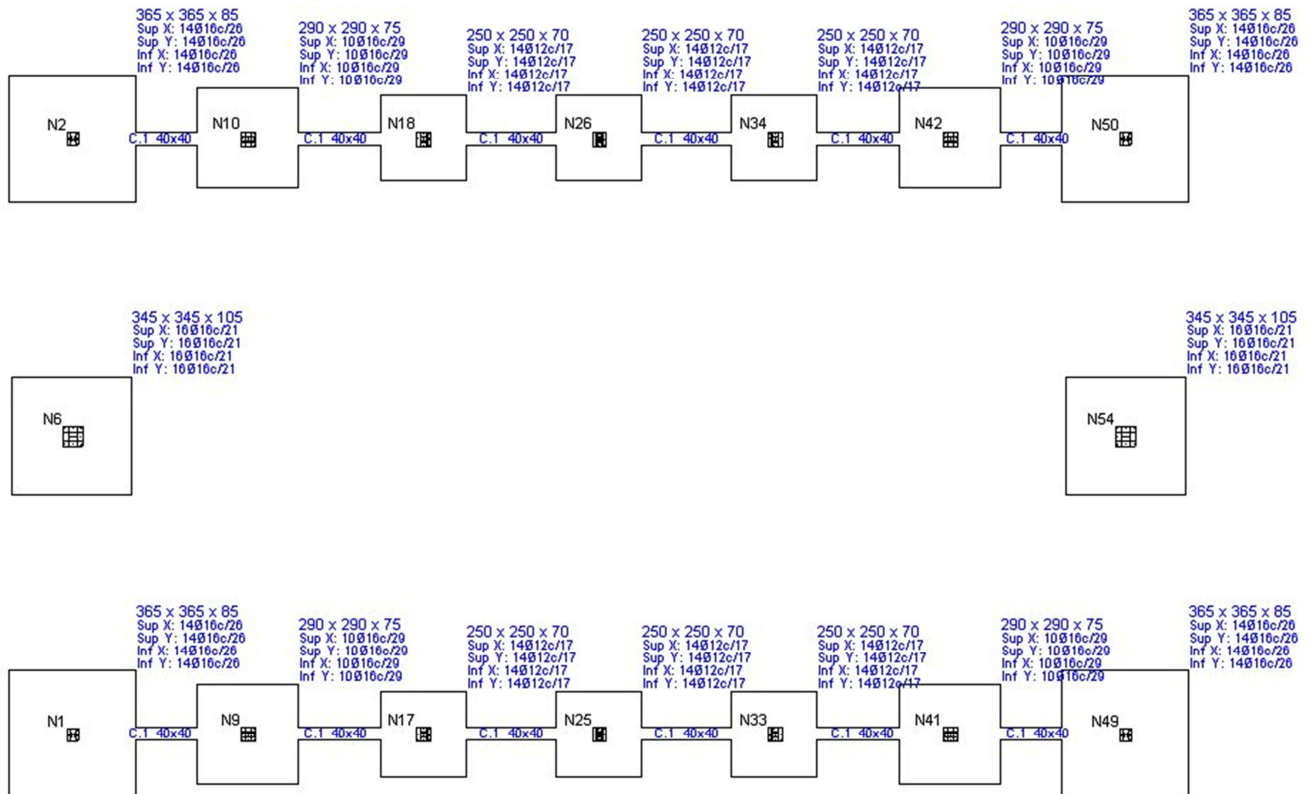 365 x 365 x 85
Sup X: 14Ø16c/26
Sup Y: 14Ø16c/26
Inf X: 14Ø16c/26
Inf Y: 14Ø16c/26
290 x 290 x 75
Sup X: 10Ø16c/29
Sup Y: 10Ø16c/29
Inf X: 10Ø16c/29
Inf Y: 10Ø16c/29
250 x 250 x 70
Sup X: 14Ø12c/17
Sup Y: 14Ø12c/17
Inf X: 14Ø12c/17
Inf Y: 14Ø12c/17
250 x 250 x 70
Sup X: 14Ø12c/17
Sup Y: 14Ø12c/17
Inf X: 14Ø12c/17
Inf Y: 14Ø12c/17
250 x 250 x 70
Sup X: 14Ø12c/17
Sup Y: 14Ø12c/17
Inf X: 14Ø12c/17
Inf Y: 14Ø12c/17
290 x 290 x 75
Sup X: 10Ø16c/29
Sup Y: 10Ø16c/29
Inf X: 10Ø16c/29
Inf Y: 10Ø16c/29
365 x 365 x 85
Sup X: 14Ø16c/26
Sup Y: 14Ø16c/26
Inf X: 14Ø16c/26
Inf Y: 14Ø16c/26
N2
C.1 40x40
N10
C.1 40x40
N18
C.1 40x40
N26
C.1 40x40
N34
C.1 40x40
N42
C.1 40x40
N50
345 x 345 x 105
Sup X: 16Ø16c/21
Sup Y: 16Ø16c/21
Inf X: 16Ø16c/21
Inf Y: 16Ø16c/21
345 x 345 x 105
Sup X: 16Ø16c/21
Sup Y: 16Ø16c/21
Inf X: 16Ø16c/21
Inf Y: 16Ø16c/21
N6
N54
365 x 365 x 85
Sup X: 14Ø16c/26
Sup Y: 14Ø16c/26
Inf X: 14Ø16c/26
Inf Y: 14Ø16c/26
290 x 290 x 75
Sup X: 10Ø16c/29
Sup Y: 10Ø16c/29
Inf X: 10Ø16c/29
Inf Y: 10Ø16c/29
250 x 250 x 70
Sup X: 14Ø12c/17
Sup Y: 14Ø12c/17
Inf X: 14Ø12c/17
Inf Y: 14Ø12c/17
250 x 250 x 70
Sup X: 14Ø12c/17
Sup Y: 14Ø12c/17
Inf X: 14Ø12c/17
Inf Y: 14Ø12c/17
250 x 250 x 70
Sup X: 14Ø12c/17
Sup Y: 14Ø12c/17
Inf X: 14Ø12c/17
Inf Y: 14Ø12c/17
290 x 290 x 75
Sup X: 10Ø16c/29
Sup Y: 10Ø16c/29
Inf X: 10Ø16c/29
Inf Y: 10Ø16c/29
365 x 365 x 85
Sup X: 14Ø16c/26
Sup Y: 14Ø16c/26
Inf X: 14Ø16c/26
Inf Y: 14Ø16c/26
N1
C.1 40x40
N9
C.1 40x40
N17
C.1 40x40
N25
C.1 40x40
N33
C.1 40x40
N41
C.1 40x40
N49